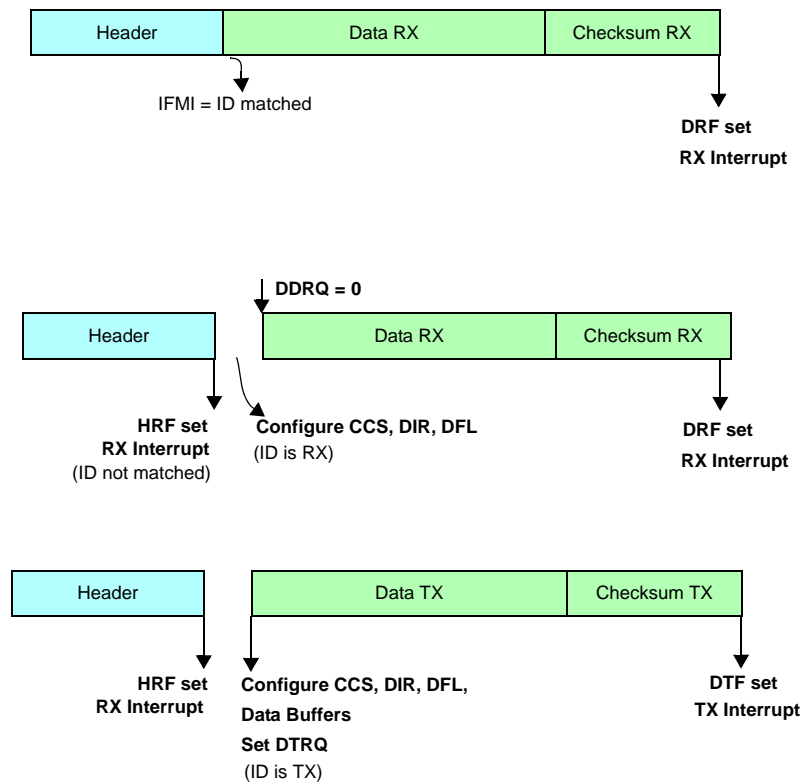 Header Data RX Checksum RX
IFMI = ID matched
DRF set
RX Interrupt
DDRQ = 0
Header Data RX Checksum RX
HRF set
RX Interrupt
(ID not matched)
Configure CCS, DIR, DFL
(ID is RX)
DRF set
RX Interrupt
Header Data TX Checksum TX
HRF set
RX Interrupt
Configure CCS, DIR, DFL,
Data Buffers
Set DTRQ
(ID is TX)
DTF set
TX Interrupt